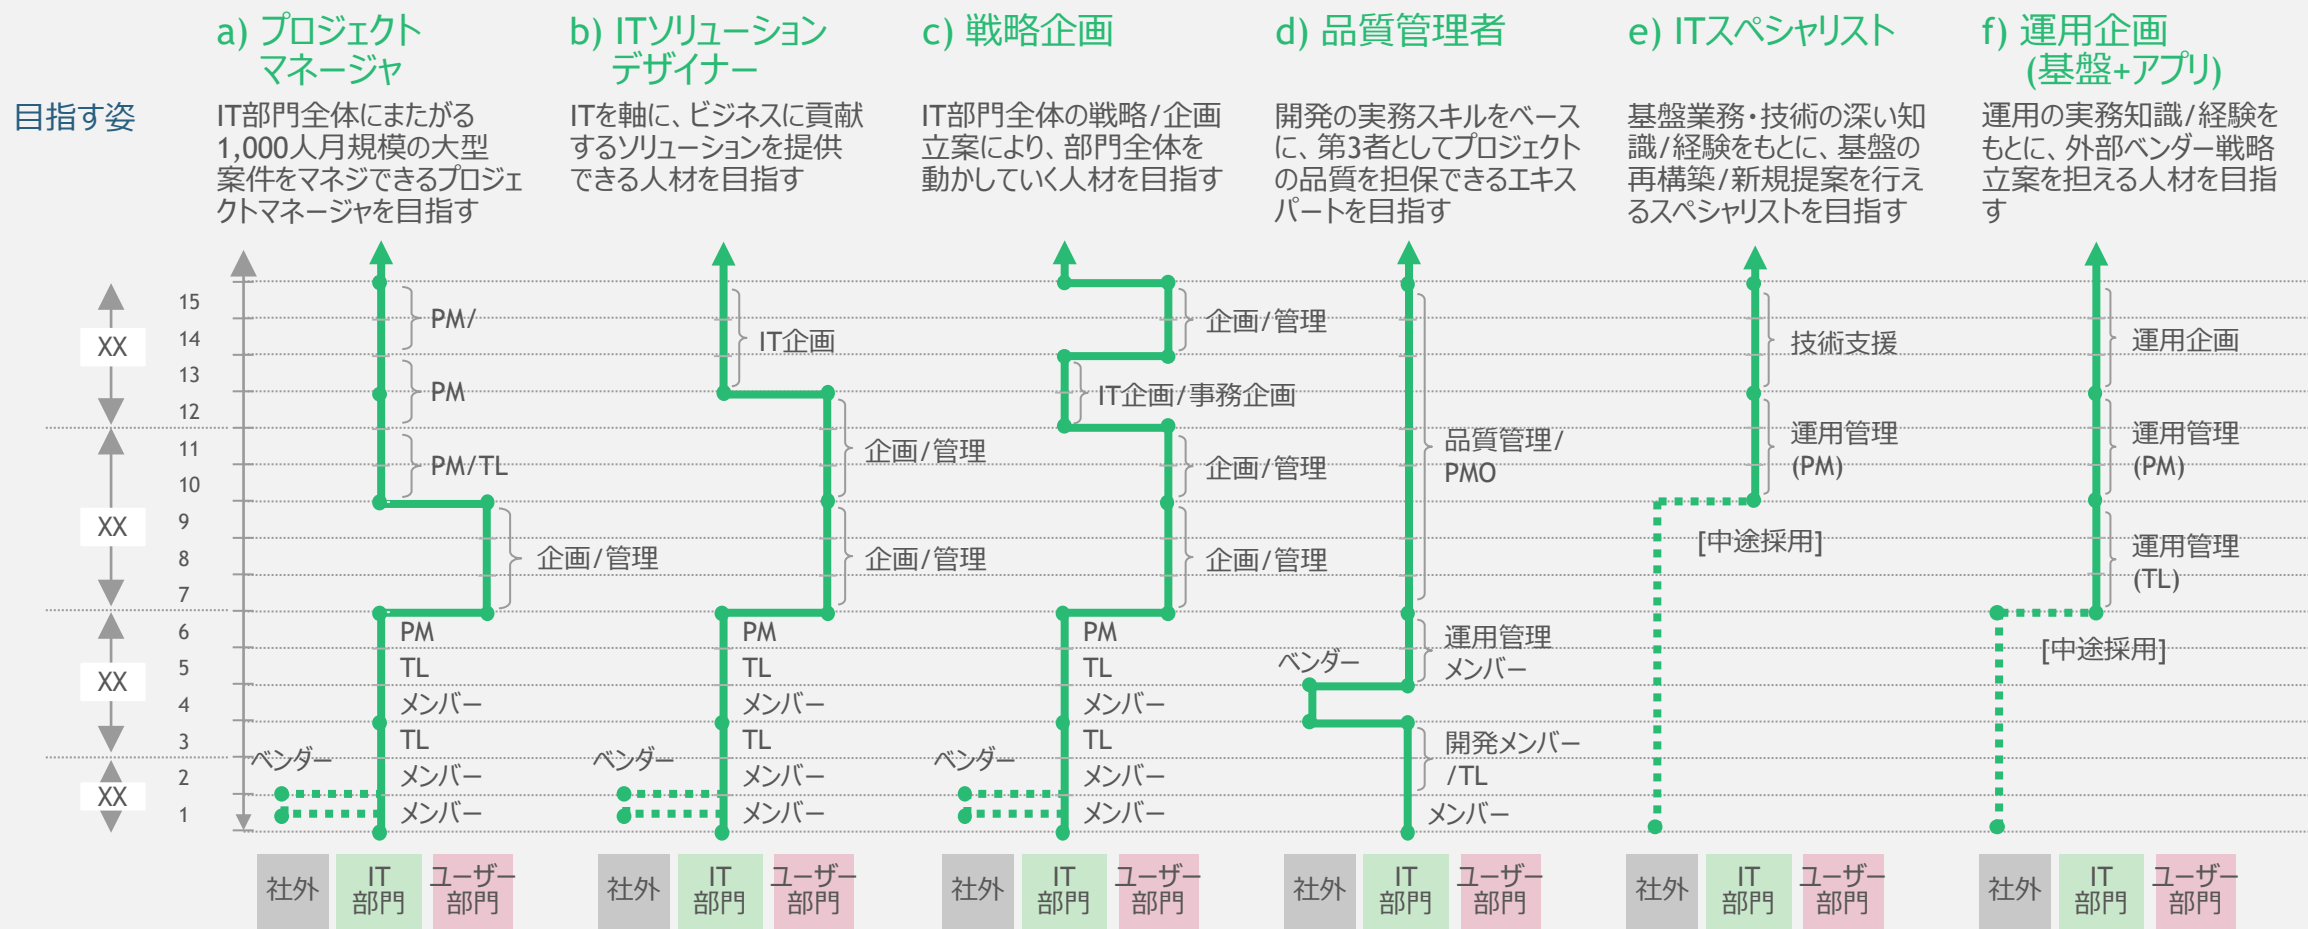 a) プロジェクト
マネージャ
b) ITソリューション
デザイナー
c) 戦略企画
d) 品質管理者
e) ITスペシャリスト
f) 運用企画
(基盤+アプリ)
目指す姿
IT部門全体にまたがる
1,000人月規模の大型
案件をマネジできるプロジェ
クトマネージャを目指す
ITを軸に、ビジネスに貢献
するソリューションを提供
できる人材を目指す
IT部門全体の戦略/企画
立案により、部門全体を
動かしていく人材を目指す
開発の実務スキルをベース
に、第3者としてプロジェクト
の品質を担保できるエキス
パートを目指す
基盤業務・技術の深い知
識/経験をもとに、基盤の
再構築/新規提案を行え
るスペシャリストを目指す
運用の実務知識/経験を
もとに、外部ベンダー戦略
立案を担える人材を目指
す
XX
XX
XX
XX
15
14
13
12
11
10
9
8
7
6
5
4
3
2
1
PM/
PM
PM/TL
企画/管理
PM
TL
メンバー
TL
メンバー
メンバー
ベンダー
IT企画
企画/管理
企画/管理
PM
TL
メンバー
TL
メンバー
メンバー
ベンダー
企画/管理
IT企画/事務企画
企画/管理
企画/管理
PM
TL
メンバー
TL
メンバー
メンバー
ベンダー
品質管理/
PMO
運用管理
メンバー
ベンダー
開発メンバー
/TL
メンバー
技術支援
運用管理
(PM)
[中途採用]
運用企画
運用管理
(PM)
運用管理
(TL)
[中途採用]
社外
IT
部門
ユーザー
部門
社外
IT
部門
ユーザー
部門
社外
IT
部門
ユーザー
部門
社外
IT
部門
ユーザー
部門
社外
IT
部門
ユーザー
部門
社外
IT
部門
ユーザー
部門